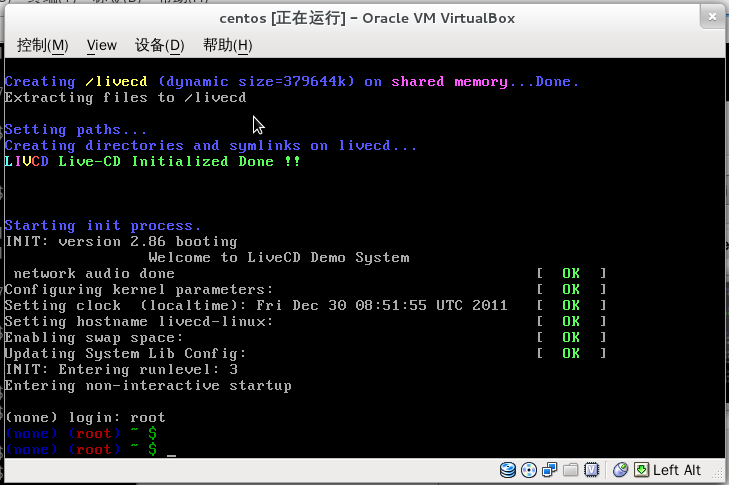 centos [正在运行] - Oracle VM VirtualBox
控制(M) View 设备(D) 帮助(H)
Creating /livecd (dynamic size=379644k) on shared memory...Done.
Extracting files to /livecd
Setting paths...
Creating directories and symlinks on livecd...
LIVCD Live-CD Initialized Done !!
Starting init process.
INIT: version 2.86 booting
Welcome to LiveCD Demo System
network audio done [ OK ]
Configuring kernel parameters: [ OK ]
Setting clock (localtime): Fri Dec 30 08:51:55 UTC 2011 [ OK ]
Setting hostname livecd-linux: [ OK ]
Enabling swap space: [ OK ]
Updating System Lib Config: [ OK ]
INIT: Entering runlevel: 3
Entering non-interactive startup
(none) login: root
(none) (root) ~ $
(none) (root) ~ $ _
Left Alt